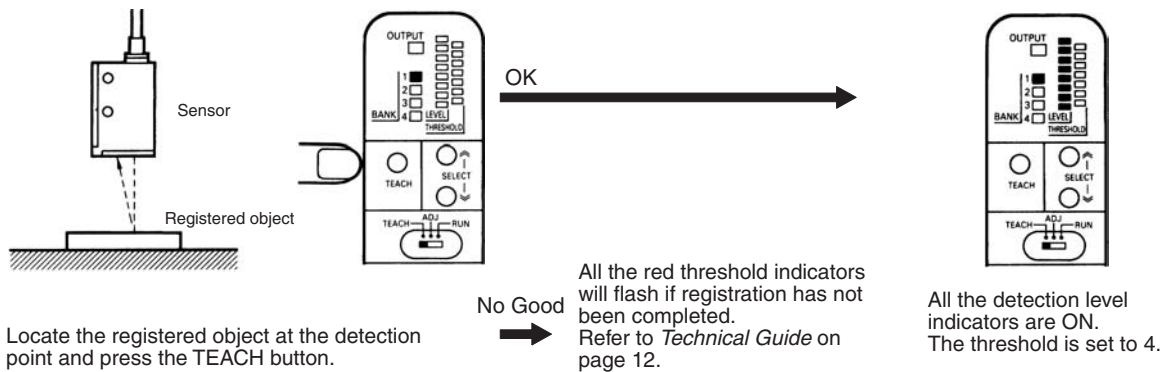 Sensor
Registered object
OUTPUT
1
2
3
BANK 4 LEVEL
THRESHOLD
TEACH
SELECT
TEACH ADJ RUN
Locate the registered object at the detection
point and press the TEACH button.
OK
No Good
All the red threshold indicators
will flash if registration has not
been completed.
Refer to Technical Guide on
page 12.
OUTPUT
1
2
3
BANK 4 LEVEL
THRESHOLD
TEACH
SELECT
TEACH ADJ RUN
All the detection level
indicators are ON.
The threshold is set to 4.